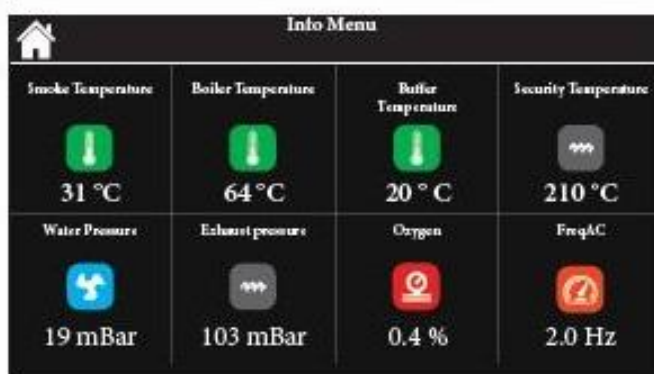 Info Menu
Smoke Temperature
Boiler Temperature
Buffer
Temperature
Security Temperature
31 °C
64 °C
20 ° C
210 °C
Water Pressure
Exhaust pressure
Oxygen
FreqAC
19 mBar
103 mBar
0.4 %
2.0 Hz